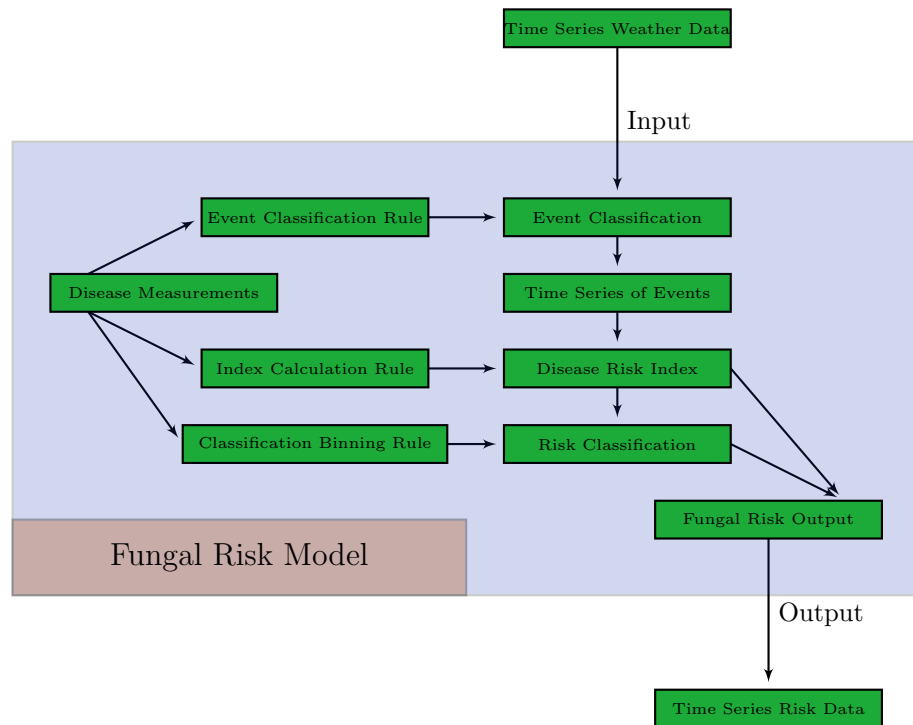 Time Series Weather Data
Input
Event Classification Rule
Event Classification
Disease Measurements
Time Series of Events
Index Calculation Rule
Disease Risk Index
Classification Binning Rule
Risk Classification
Fungal Risk Output
Fungal Risk Model
Output
Time Series Risk Data